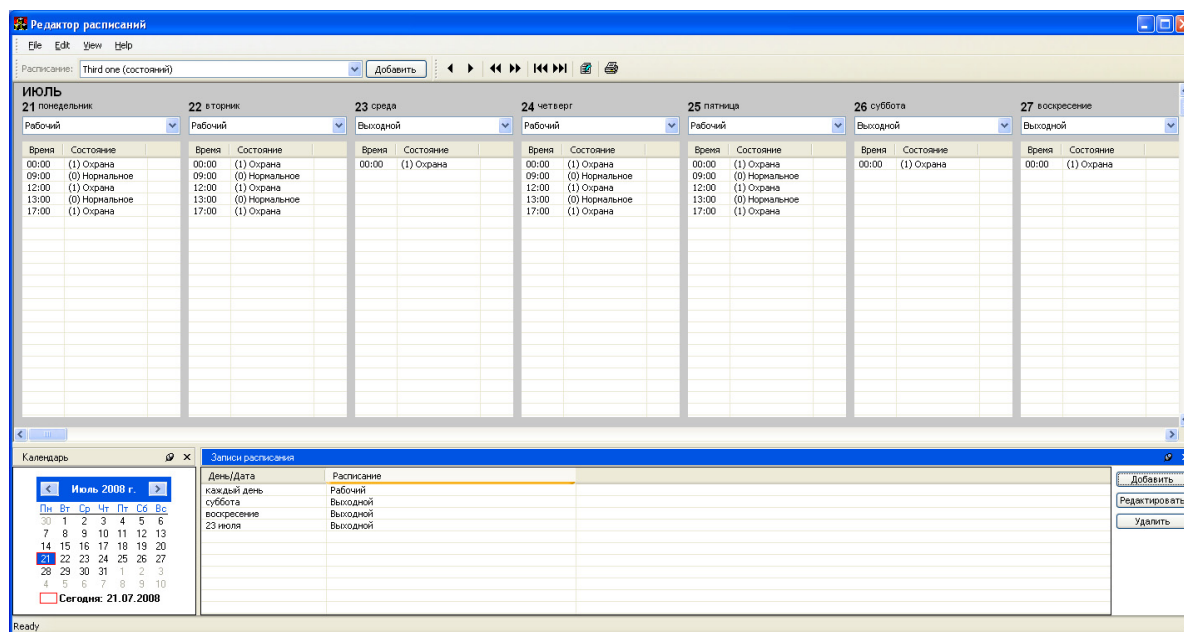 Редактор расписаний
File Edit View Help
Расписание: Third one (состояний) Добавить
ИЮЛЬ
21 понедельник 22 вторник 23 среда 24 четверг 25 пятница 26 суббота 27 воскресение
Рабочий Рабочий Выходной Рабочий Рабочий Выходной Выходной
Время Состояние Время Состояние Время Состояние Время Состояние Время Состояние Время Состояние Время Состояние
00:00 (1) Охрана 00:00 (1) Охрана 00:00 (1) Охрана 00:00 (1) Охрана 00:00 (1) Охрана 00:00 (1) Охрана 00:00 (1) Охрана
09:00 (0) Нормальное 09:00 (0) Нормальное 09:00 (0) Нормальное 09:00 (0) Нормальное
12:00 (1) Охрана 12:00 (1) Охрана 12:00 (1) Охрана 12:00 (1) Охрана
13:00 (0) Нормальное 13:00 (0) Нормальное 13:00 (0) Нормальное 13:00 (0) Нормальное
17:00 (1) Охрана 17:00 (1) Охрана 17:00 (1) Охрана 17:00 (1) Охрана
Календарь
Июль 2008 г.
Пн Вт Ср Чт Пт Сб Вс
30 1 2 3 4 5 6
7 8 9 10 11 12 13
14 15 16 17 18 19 20
21 22 23 24 25 26 27
28 29 30 31 1 2 3
4 5 6 7 8 9 10
Сегодня: 21.07.2008
Записи расписания
День/Дата Расписание
каждый день Рабочий
суббота Выходной
воскресение Выходной
23 июля Выходной
Добавить
Редактировать
Удалить
Ready